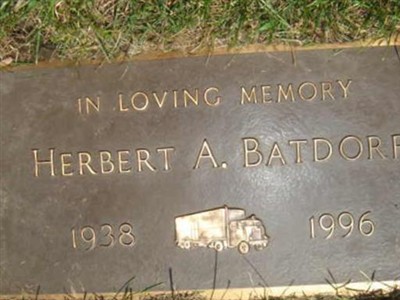 IN LOVING MEMORY
HERBERT A. BATDORF
1938 1996